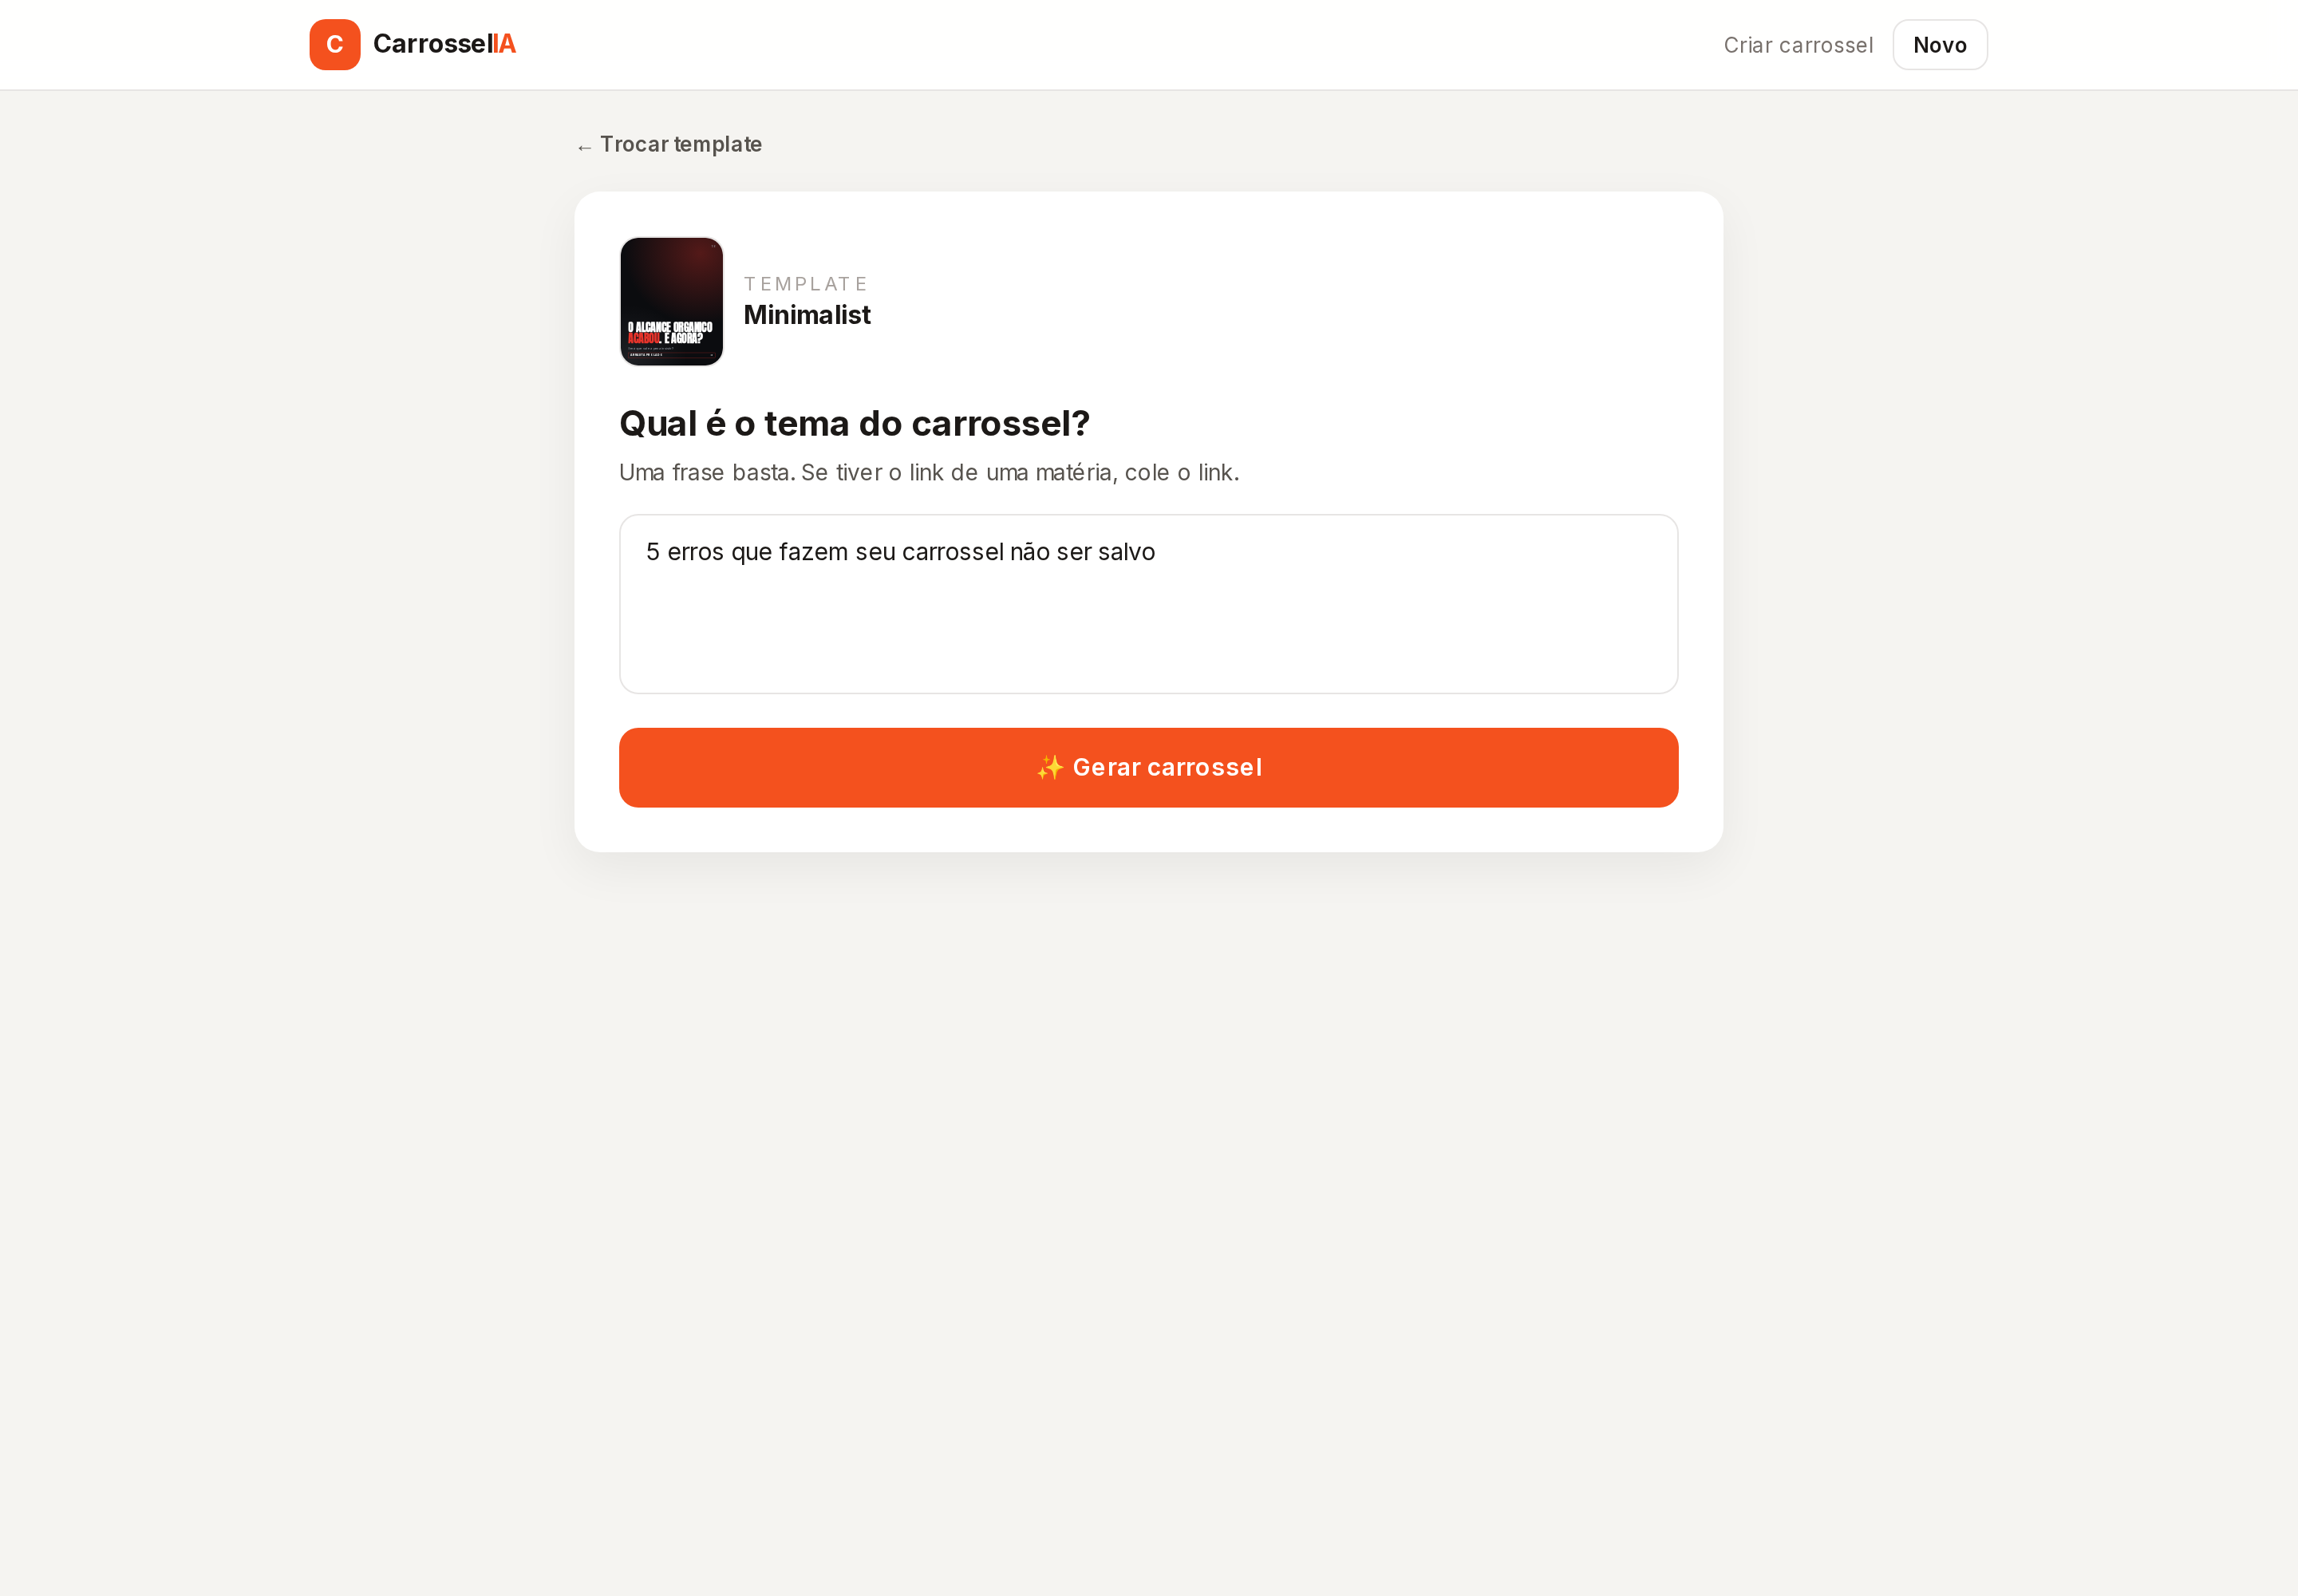 C CarrosselIA
Criar carrossel
Novo
← Trocar template
O ALCANCE ORGANICO
ACABOU. E AGORA?
TEMPLATE
Minimalist
Qual é o tema do carrossel?
Uma frase basta. Se tiver o link de uma matéria, cole o link.
5 erros que fazem seu carrossel não ser salvo
✨ Gerar carrossel